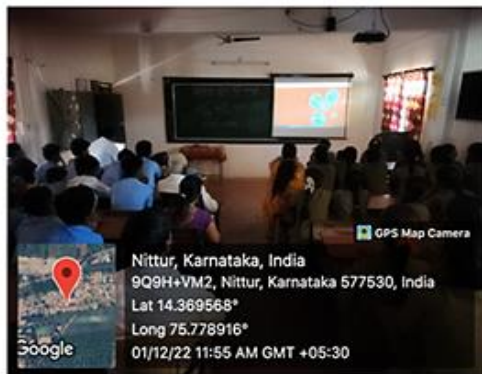 GPS Map Camera
Nittur, Karnataka, India
9Q9H+VM2, Nittur, Karnataka 577530, India
Lat 14.369568°
Long 75.778916°
01/12/22 11:55 AM GMT +05:30
Google